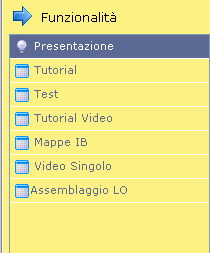 Funzionalità
Presentazione
Tutorial
Test
Tutorial Video
Mappe IB
Video Singolo
Assemblaggio LO